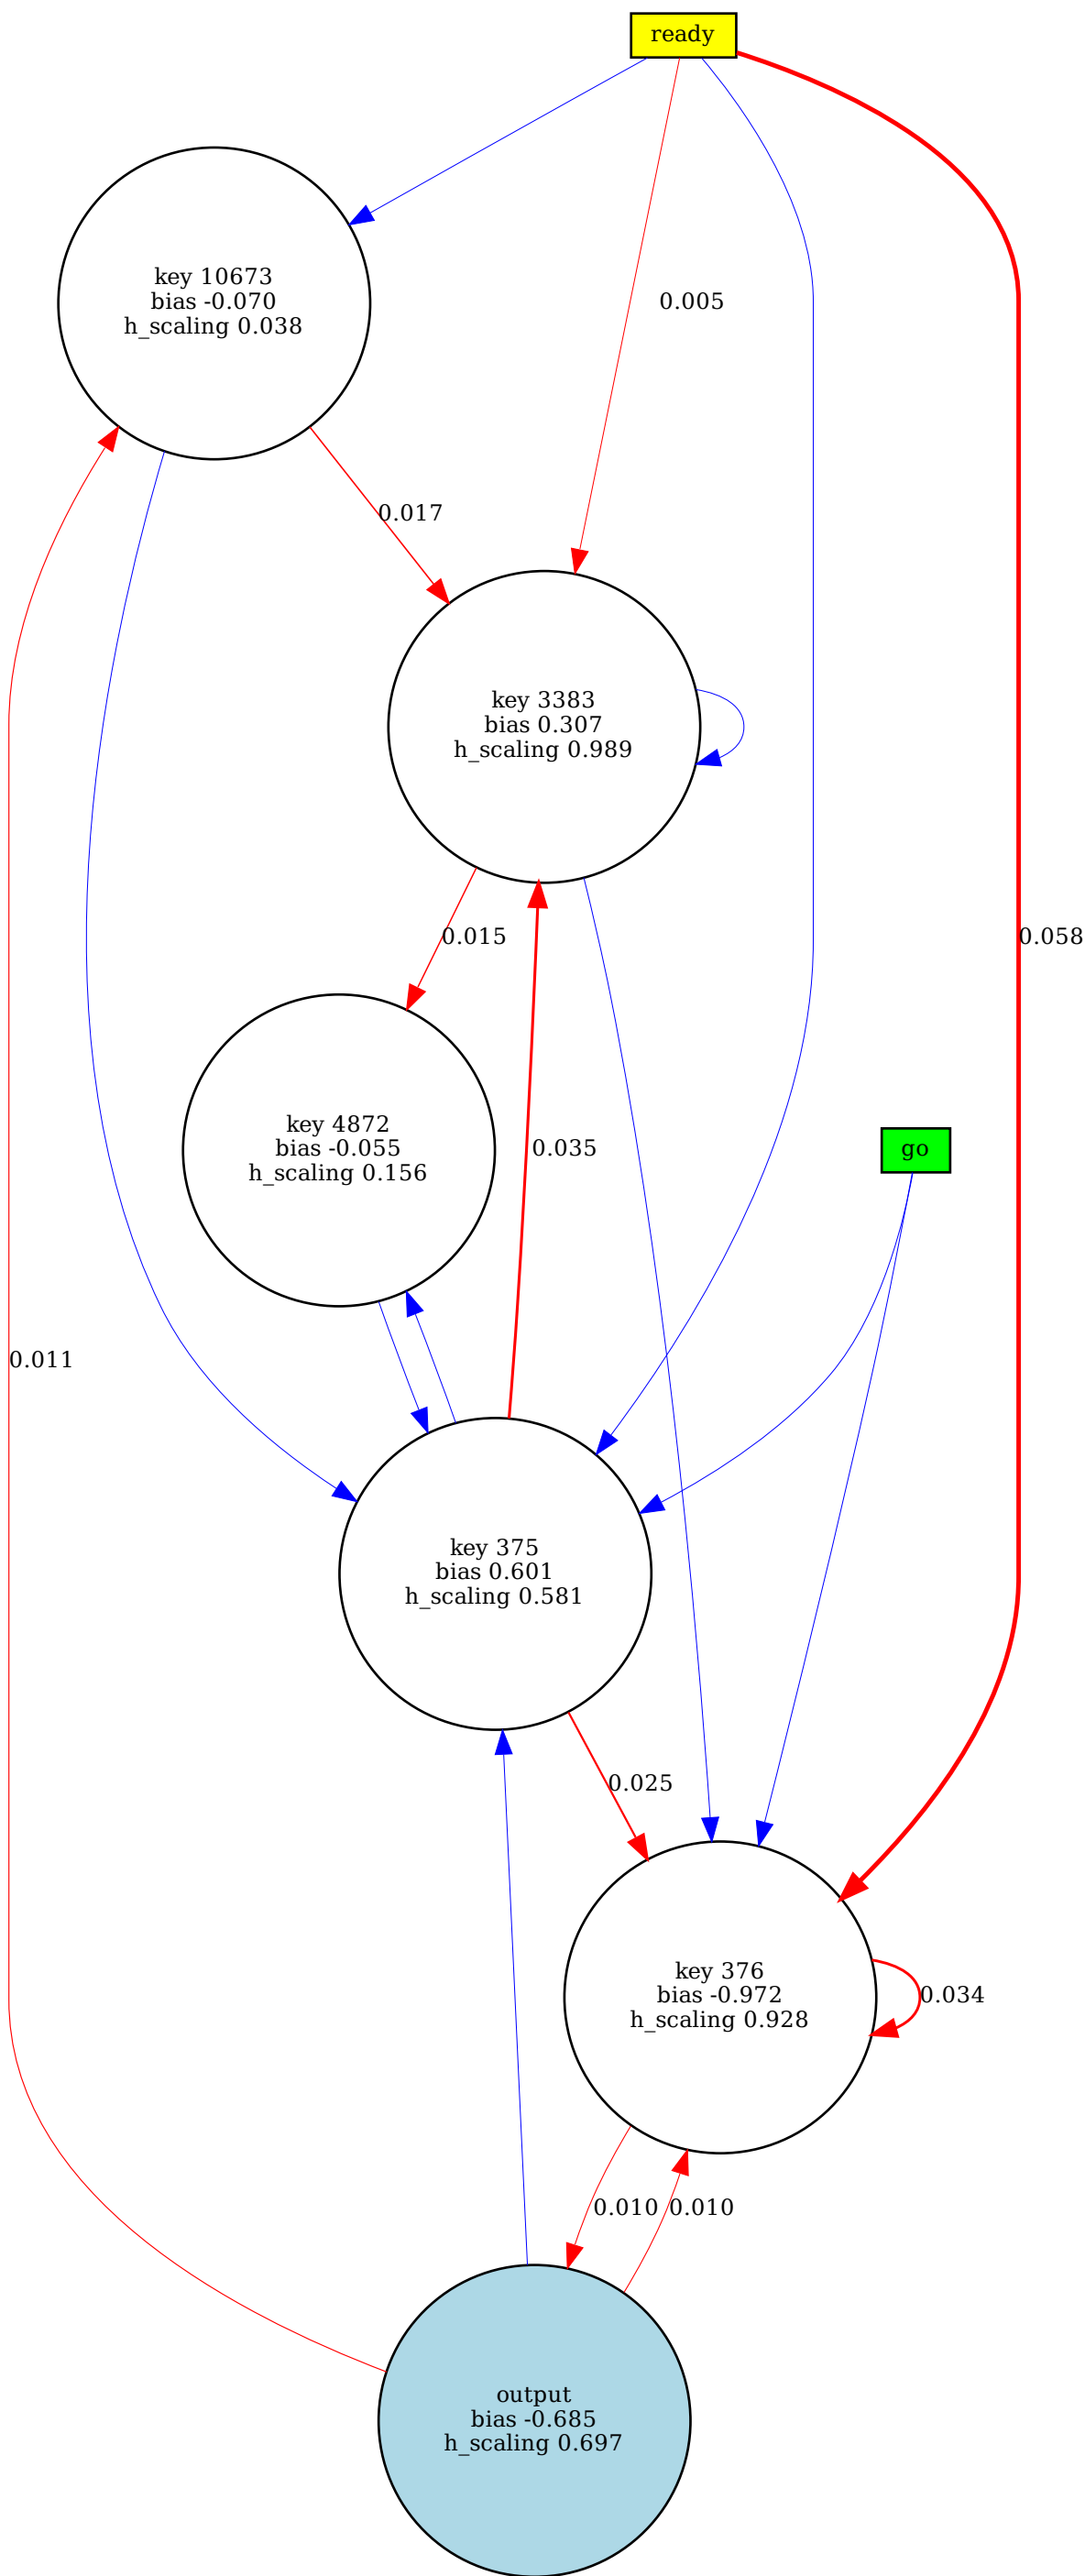 ready
key 10673
bias -0.070
h_scaling 0.038
0.005
0.017
key 3383
bias 0.307
h_scaling 0.989
0.015
0.058
key 4872
bias -0.055
h_scaling 0.156
0.035
go
0.011
key 375
bias 0.601
h_scaling 0.581
0.025
key 376
bias -0.972
h_scaling 0.928
0.034
0.010
0.010
output
bias -0.685
h_scaling 0.697